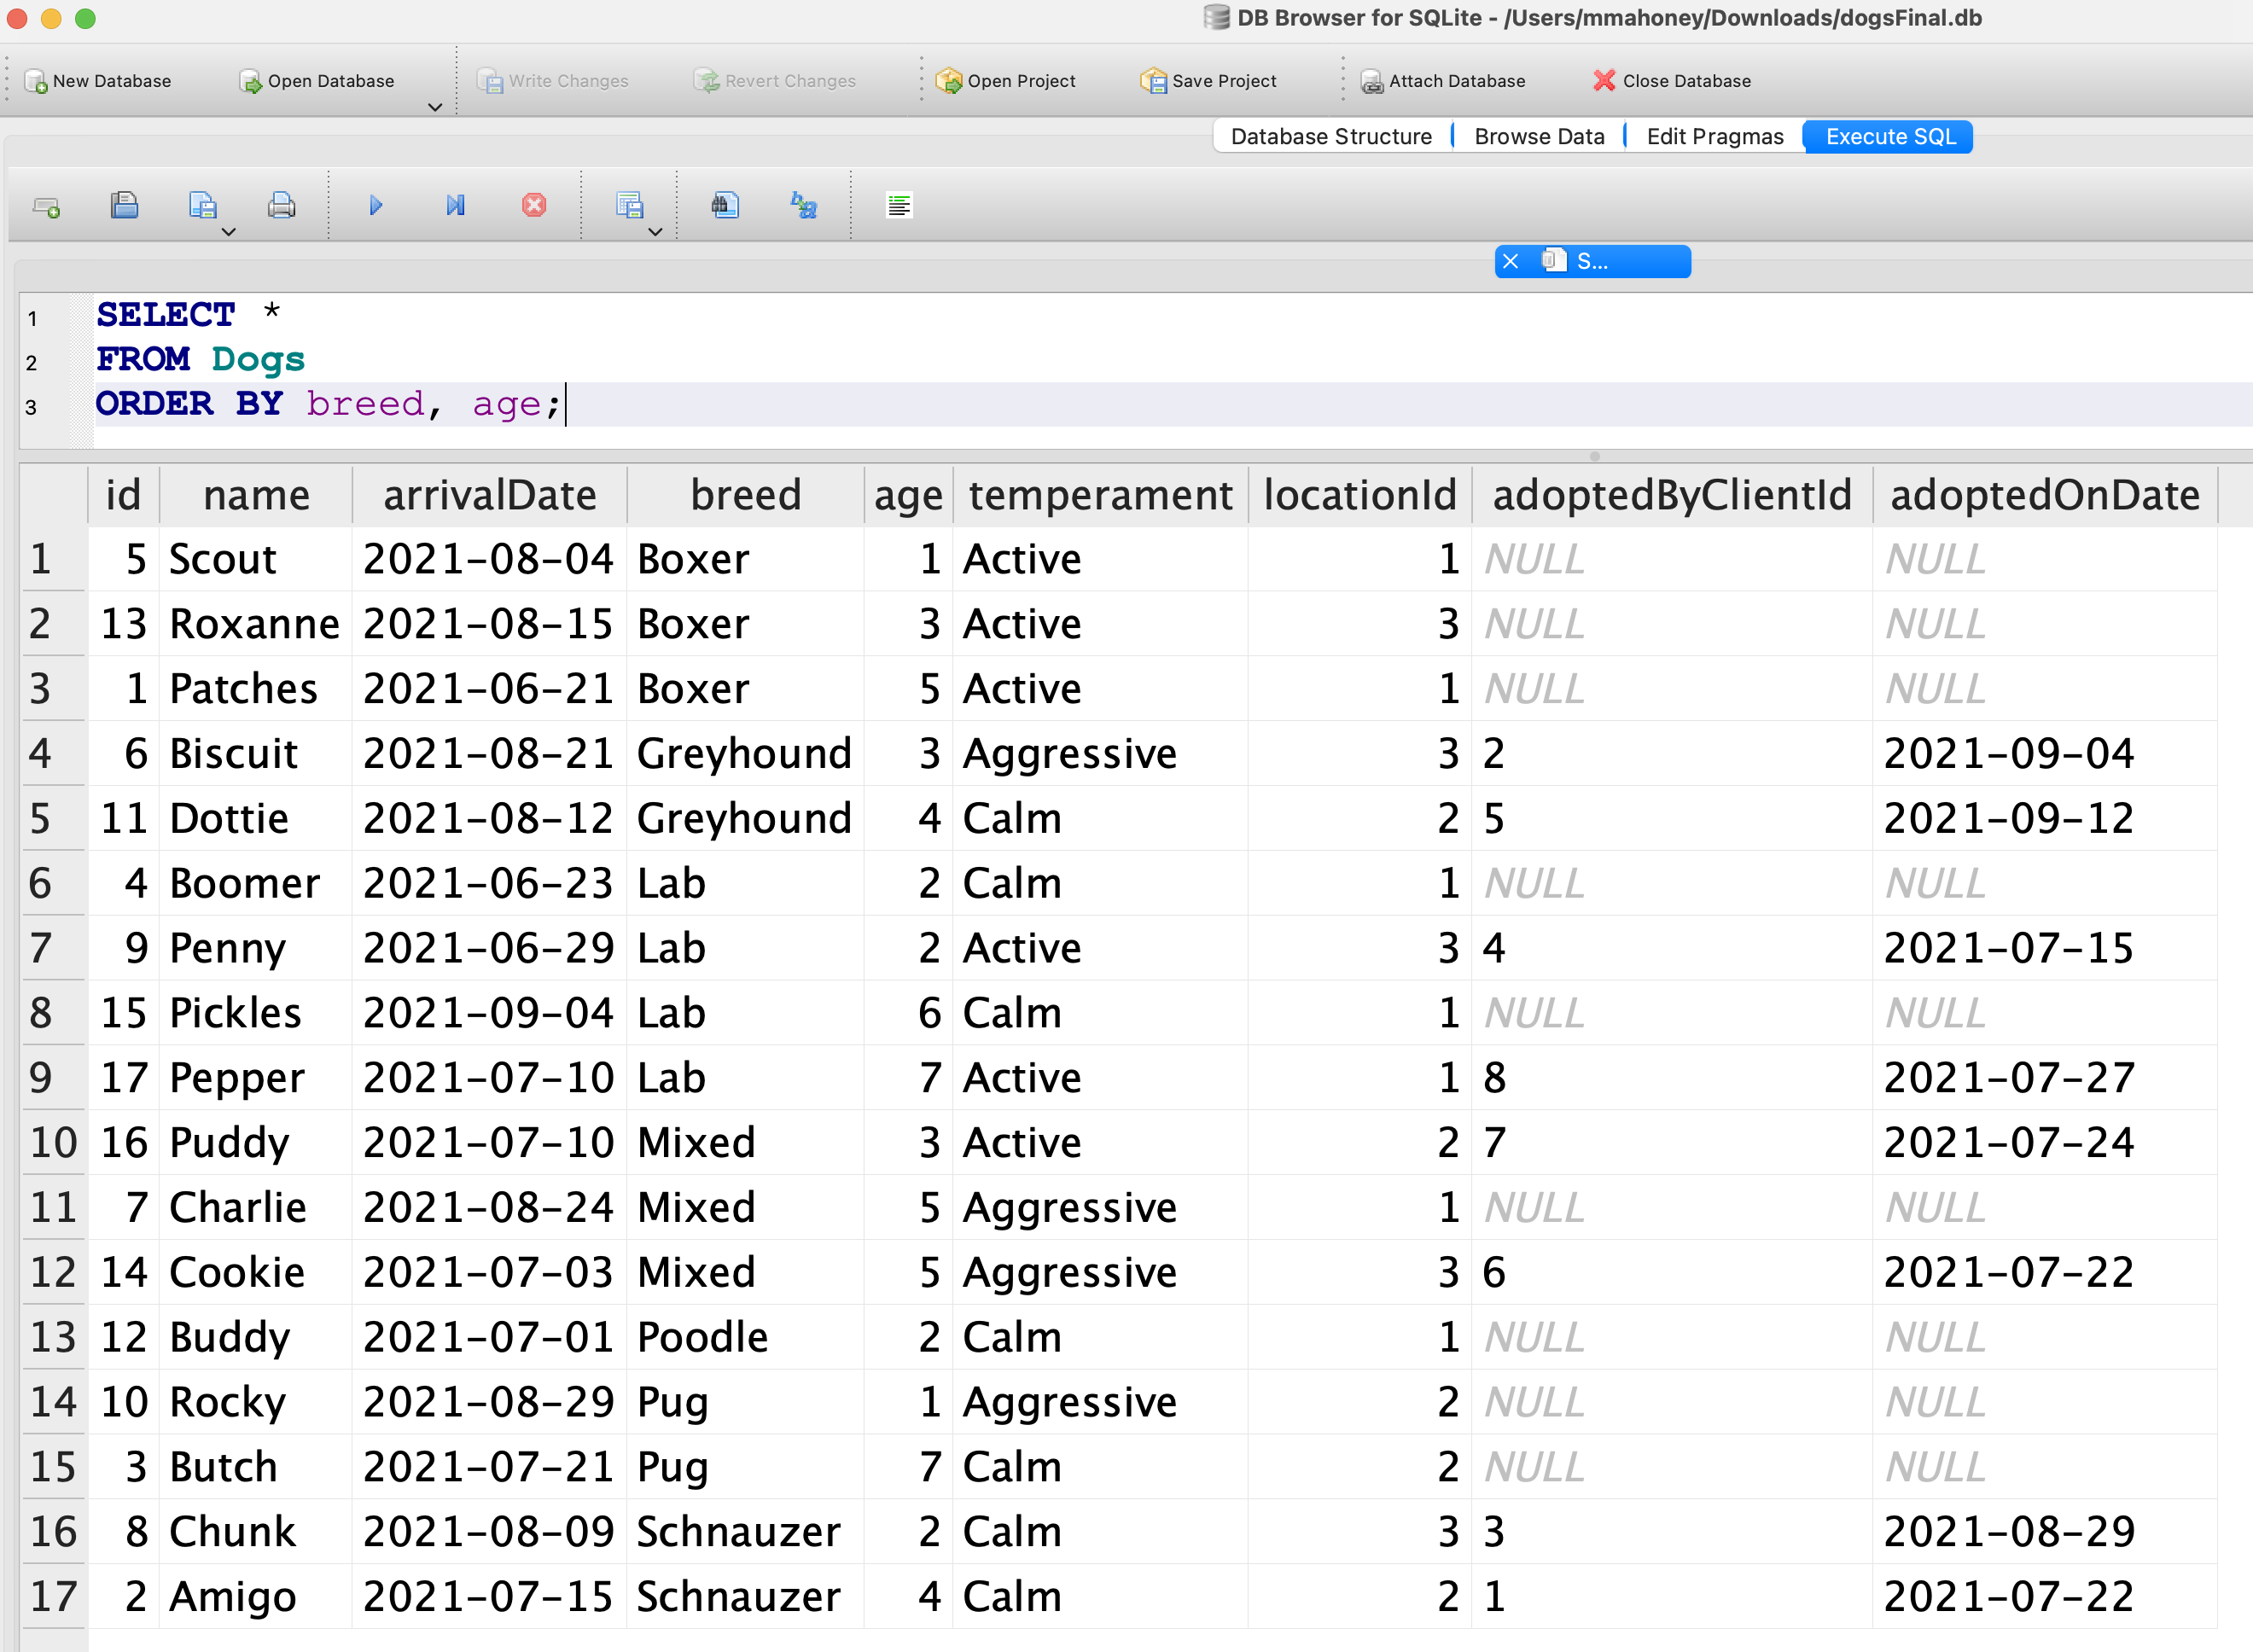 DB Browser for SQLite - /Users/mmahoney/Downloads/dogsFinal.db
New Database Open Database Write Changes Revert Changes Open Project Save Project Attach Database Close Database
Database Structure Browse Data Edit Pragmas Execute SQL
S...
1 SELECT *
2 FROM Dogs
3 ORDER BY breed, age;
id name arrivalDate breed age temperament locationId adoptedByClientId adoptedOnDate
1 5 Scout 2021-08-04 Boxer 1 Active 1 NULL NULL
2 13 Roxanne 2021-08-15 Boxer 3 Active 3 NULL NULL
3 1 Patches 2021-06-21 Boxer 5 Active 1 NULL NULL
4 6 Biscuit 2021-08-21 Greyhound 3 Aggressive 3 2 2021-09-04
5 11 Dottie 2021-08-12 Greyhound 4 Calm 2 5 2021-09-12
6 4 Boomer 2021-06-23 Lab 2 Calm 1 NULL NULL
7 9 Penny 2021-06-29 Lab 2 Active 3 4 2021-07-15
8 15 Pickles 2021-09-04 Lab 6 Calm 1 NULL NULL
9 17 Pepper 2021-07-10 Lab 7 Active 1 8 2021-07-27
10 16 Puddy 2021-07-10 Mixed 3 Active 2 7 2021-07-24
11 7 Charlie 2021-08-24 Mixed 5 Aggressive 1 NULL NULL
12 14 Cookie 2021-07-03 Mixed 5 Aggressive 3 6 2021-07-22
13 12 Buddy 2021-07-01 Poodle 2 Calm 1 NULL NULL
14 10 Rocky 2021-08-29 Pug 1 Aggressive 2 NULL NULL
15 3 Butch 2021-07-21 Pug 7 Calm 2 NULL NULL
16 8 Chunk 2021-08-09 Schnauzer 2 Calm 3 3 2021-08-29
17 2 Amigo 2021-07-15 Schnauzer 4 Calm 2 1 2021-07-22